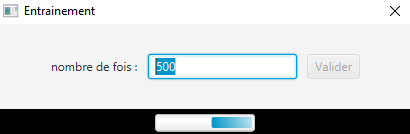 Entrainement
nombre de fois : 500 Valider